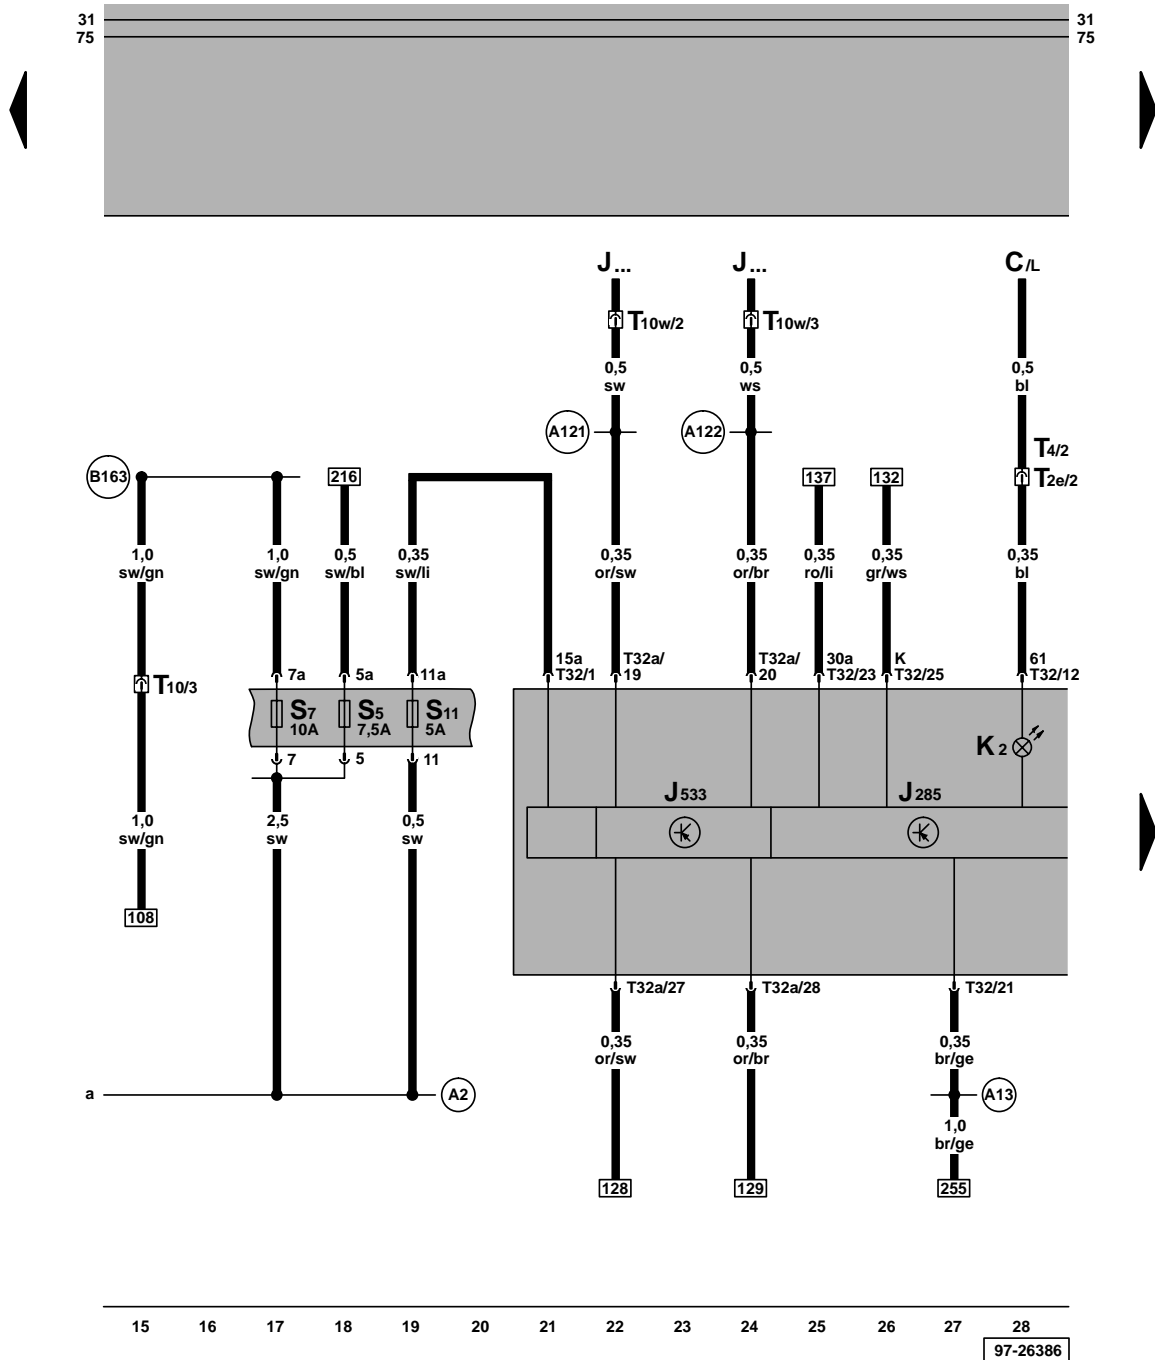 31 31
75 75
J... J... C/L
T10w/2 T10w/3
0,5 0,5 0,5
sw ws bl
A121 A122
T4/2
B163 216 137 132 T2e/2
1,0 1,0 0,5 0,35 0,35 0,35 0,35 0,35 0,35
sw/gn sw/gn sw/bl sw/li or/sw or/br ro/li gr/ws bl
15a T32a/ T32a/ 30a K 61
7a 5a 11a T32/1 19 20 T32/23 T32/25 T32/12
T10/3
S7 S5 S11
10A 7,5A 5A
K2
7 5 11
J533 J285
1,0 2,5 0,5
sw/gn sw sw
108
T32a/27 T32a/28 T32/21
0,35 0,35 0,35
or/sw or/br br/ge
a A2 A13
1,0
br/ge
128 129 255
15 16 17 18 19 20 21 22 23 24 25 26 27 28
97-26386